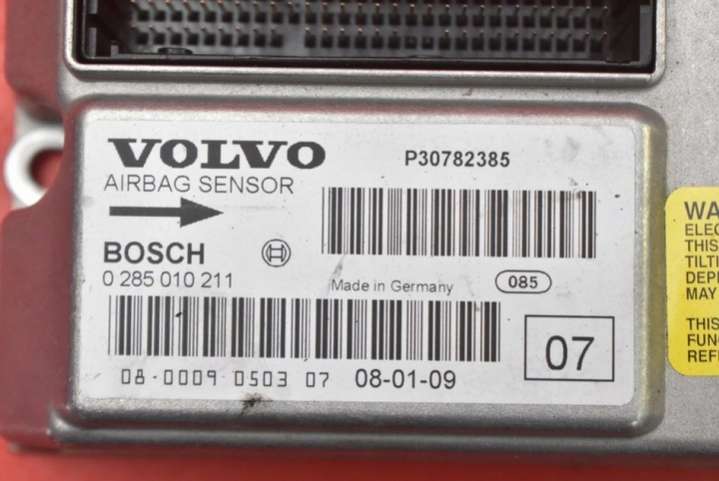 VOLVO
P30782385
AIRBAG SENSOR
BOSCH
0 285 010 211
Made in Germany
085
07
08-0009 0503 07 08-01-09
WA
ELEC
THIS
TILTI
DEPL
MAY
THIS
FUNC
REFE